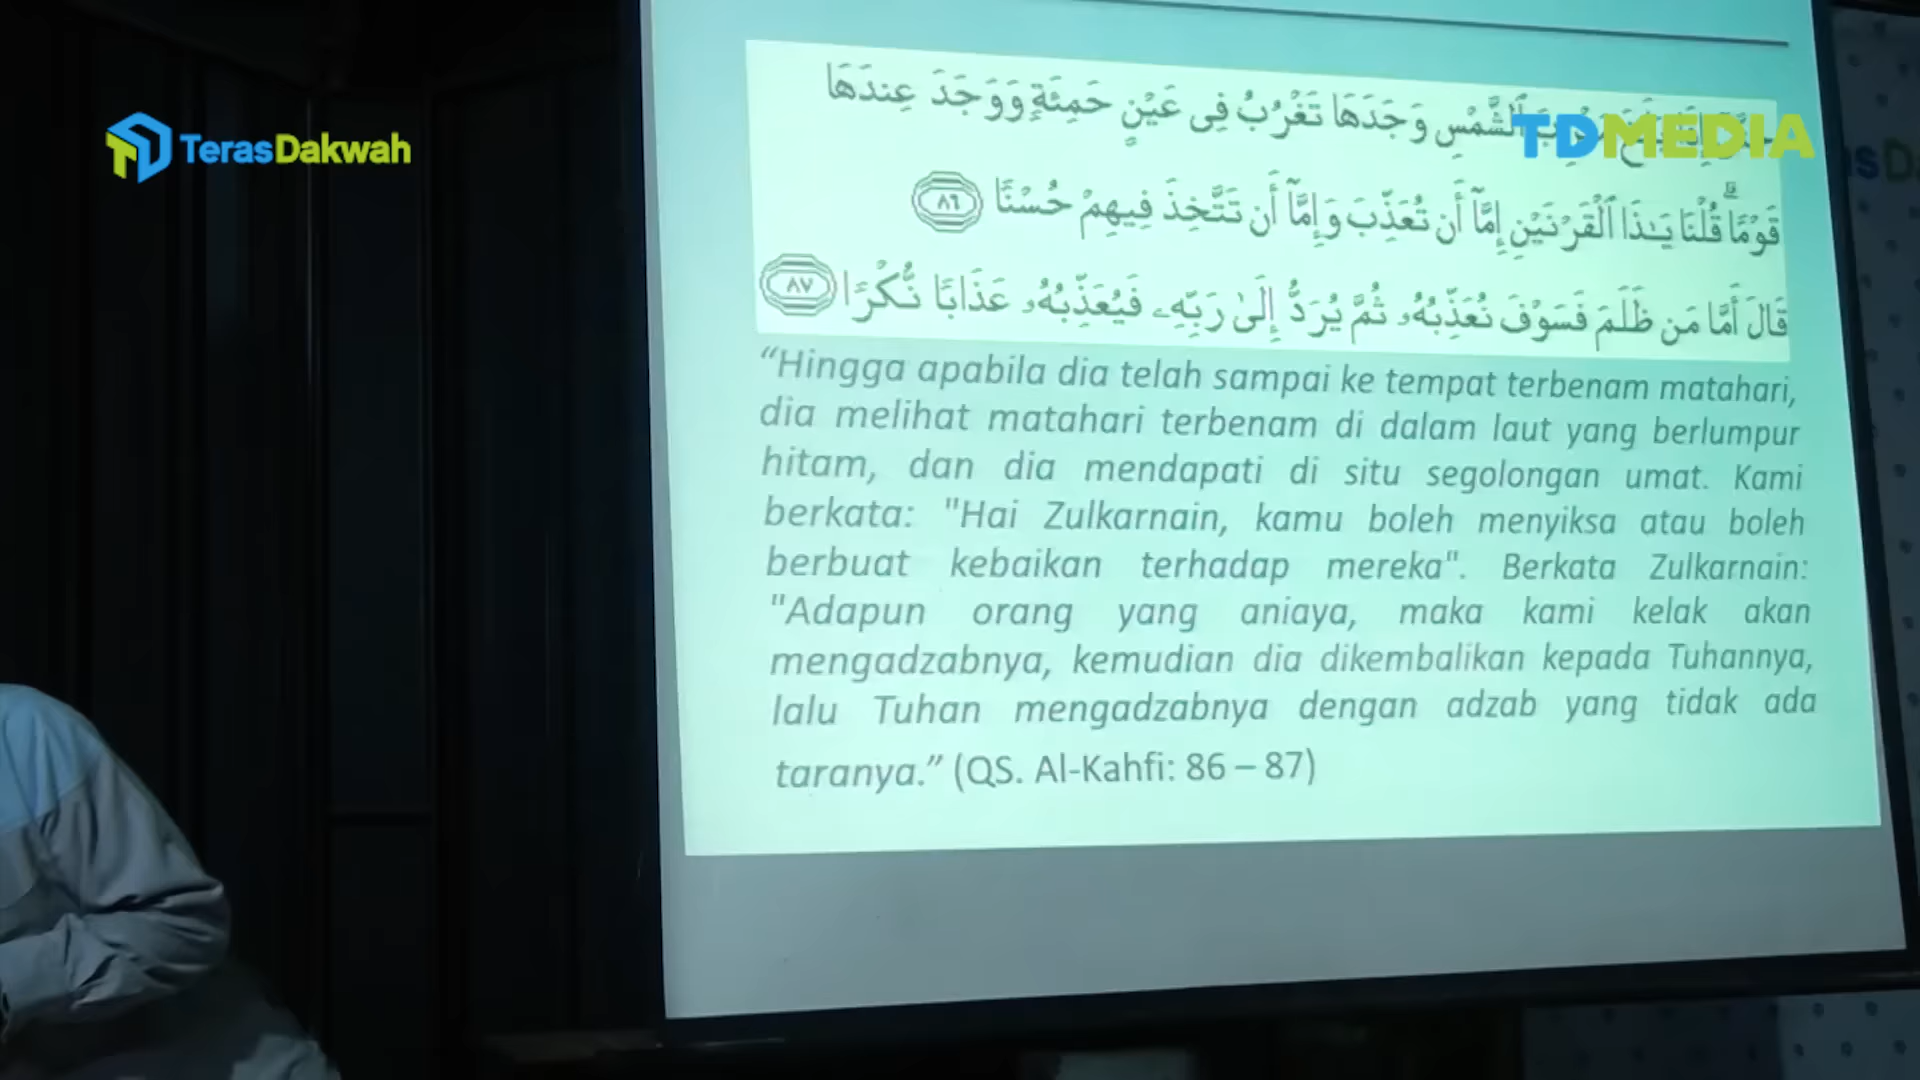 TerasDakwah
TDMEDIA
ٱلشَّمْسِ وَجَدَهَا تَغْرُبُ فِى عَيْنٍ حَمِئَةٍ وَوَجَدَ عِندَهَا
قَوْمًا ۗ قُلْنَا يَـٰذَا ٱلْقَرْنَيْنِ إِمَّآ أَن تُعَذِّبَ وَإِمَّآ أَن تَتَّخِذَ فِيهِمْ حُسْنًا ٨٦
قَالَ أَمَّا مَن ظَلَمَ فَسَوْفَ نُعَذِّبُهُۥ ثُمَّ يُرَدُّ إِلَىٰ رَبِّهِۦ فَيُعَذِّبُهُۥ عَذَابًا نُّكْرًا ٨٧
“Hingga apabila dia telah sampai ke tempat terbenam matahari,
dia melihat matahari terbenam di dalam laut yang berlumpur
hitam, dan dia mendapati di situ segolongan umat. Kami
berkata: "Hai Zulkarnain, kamu boleh menyiksa atau boleh
berbuat kebaikan terhadap mereka". Berkata Zulkarnain:
"Adapun orang yang aniaya, maka kami kelak akan
mengadzabnya, kemudian dia dikembalikan kepada Tuhannya,
lalu Tuhan mengadzabnya dengan adzab yang tidak ada
taranya.” (QS. Al-Kahfi: 86 – 87)